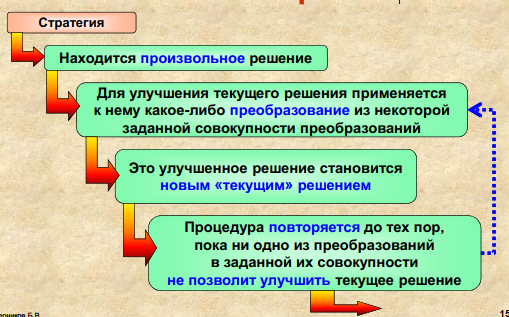 Стратегия
Находится произвольное решение
Для улучшения текущего решения применяется
к нему какое-либо преобразование из некоторой
заданной совокупности преобразований
Это улучшенное решение становится
новым «текущим» решением
Процедура повторяется до тех пор,
пока ни одно из преобразований
в заданной их совокупности
не позволит улучшить текущее решение
Б.В.
15